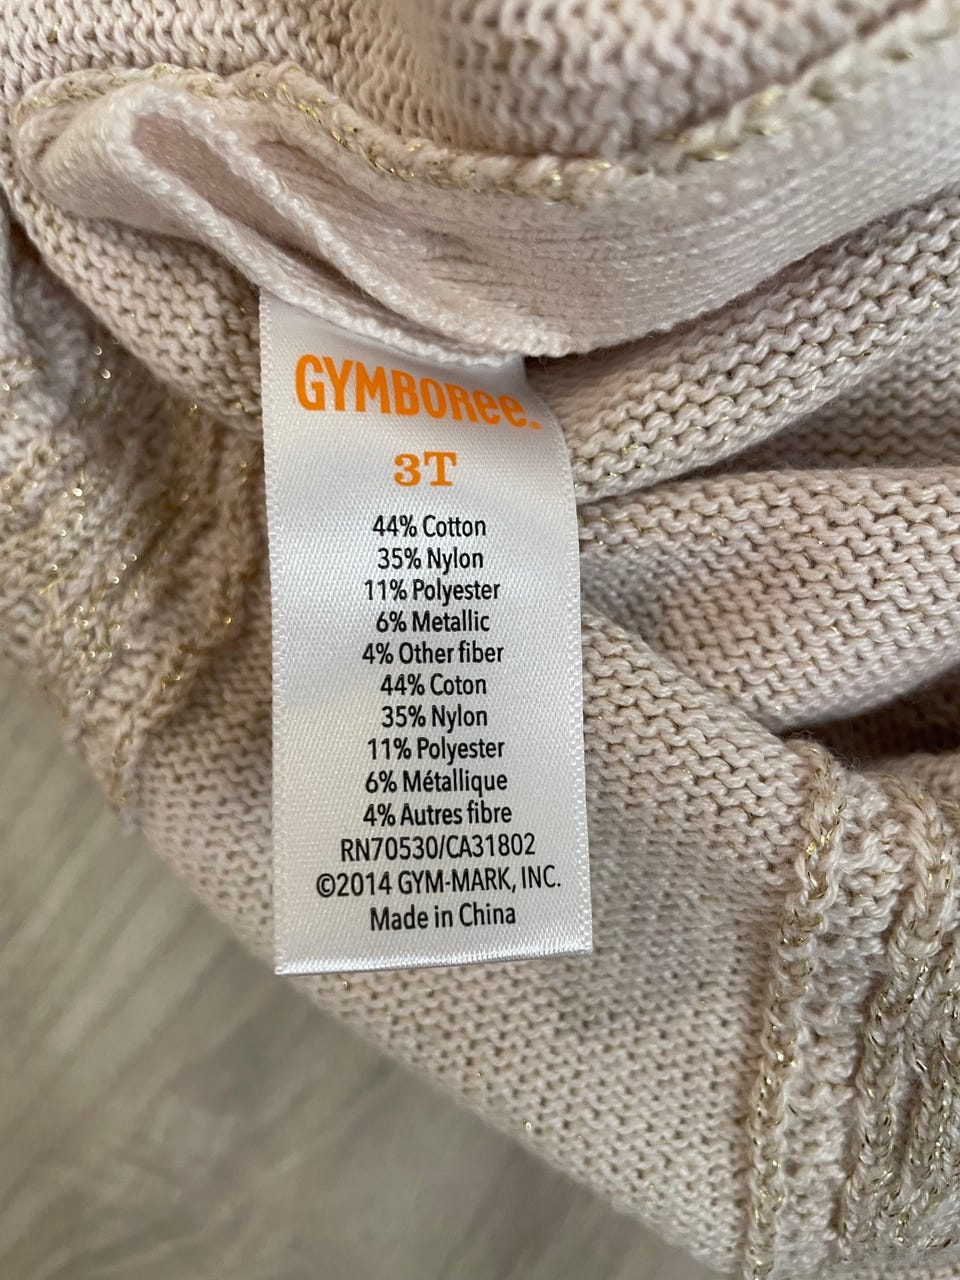 GYMBOREE®
3T
44% Cotton
35% Nylon
11% Polyester
6% Metallic
4% Other fiber
44% Coton
35% Nylon
11% Polyester
6% Métallique
4% Autres fibre
RN70530/CA31802
©2014 GYM-MARK, INC.
Made in China